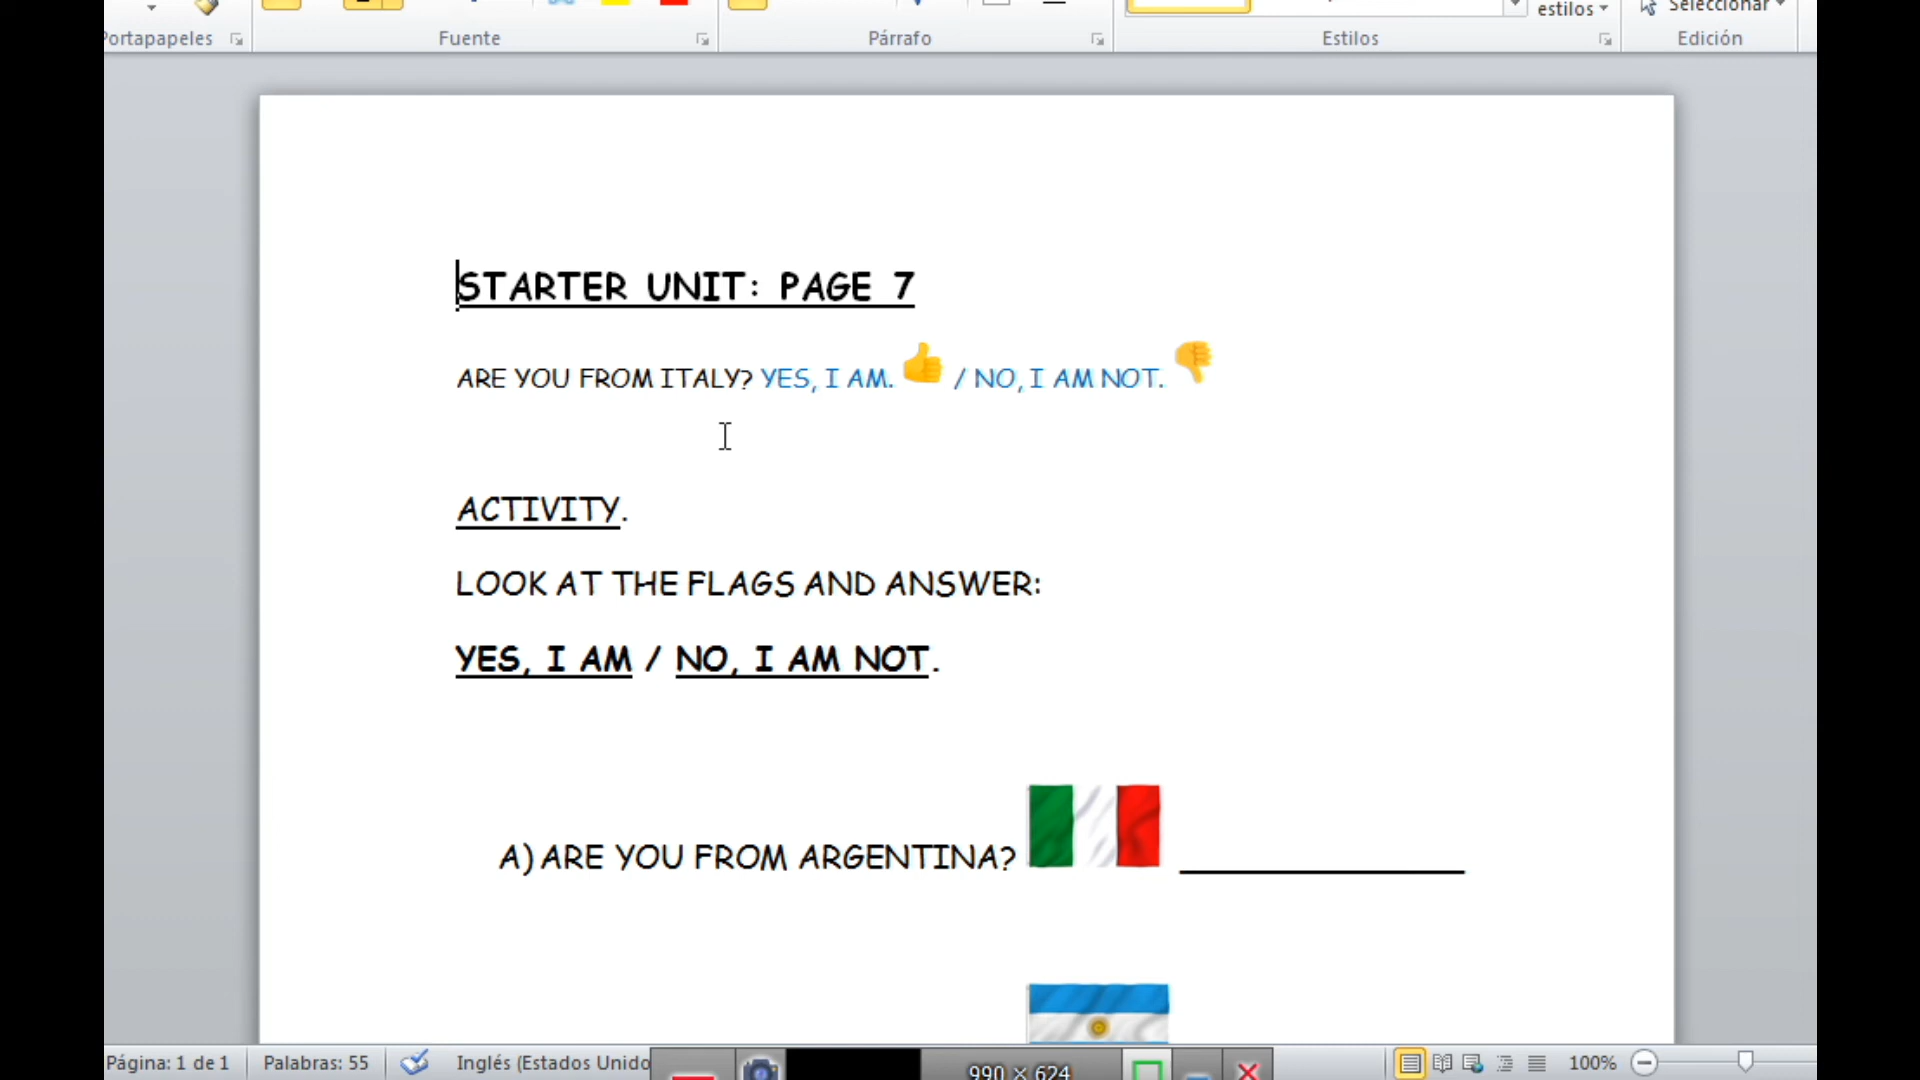 estilos
Seleccionar
Portapapeles
Fuente
Párrafo
Estilos
Edición
STARTER UNIT: PAGE 7
ARE YOU FROM ITALY? YES, I AM. / NO, I AM NOT.
ACTIVITY.
LOOK AT THE FLAGS AND ANSWER:
YES, I AM / NO, I AM NOT.
A) ARE YOU FROM ARGENTINA? ____________
Página: 1 de 1
Palabras: 55
Inglés (Estados Unido
990 × 624
100%